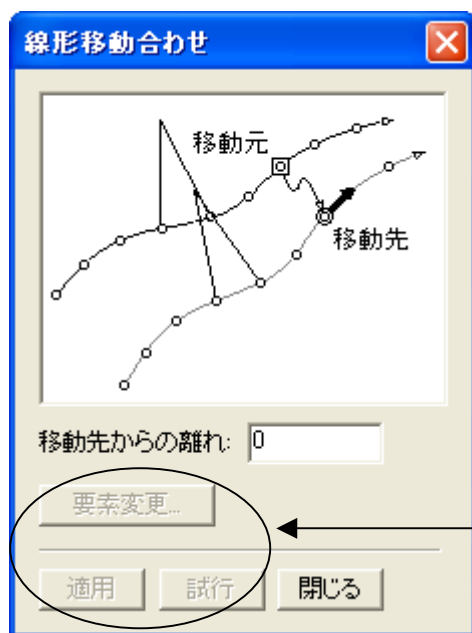 線形移動合わせ
移動元
移動先
移動先からの離れ: 0
要素変更...
適用 試行 閉じる